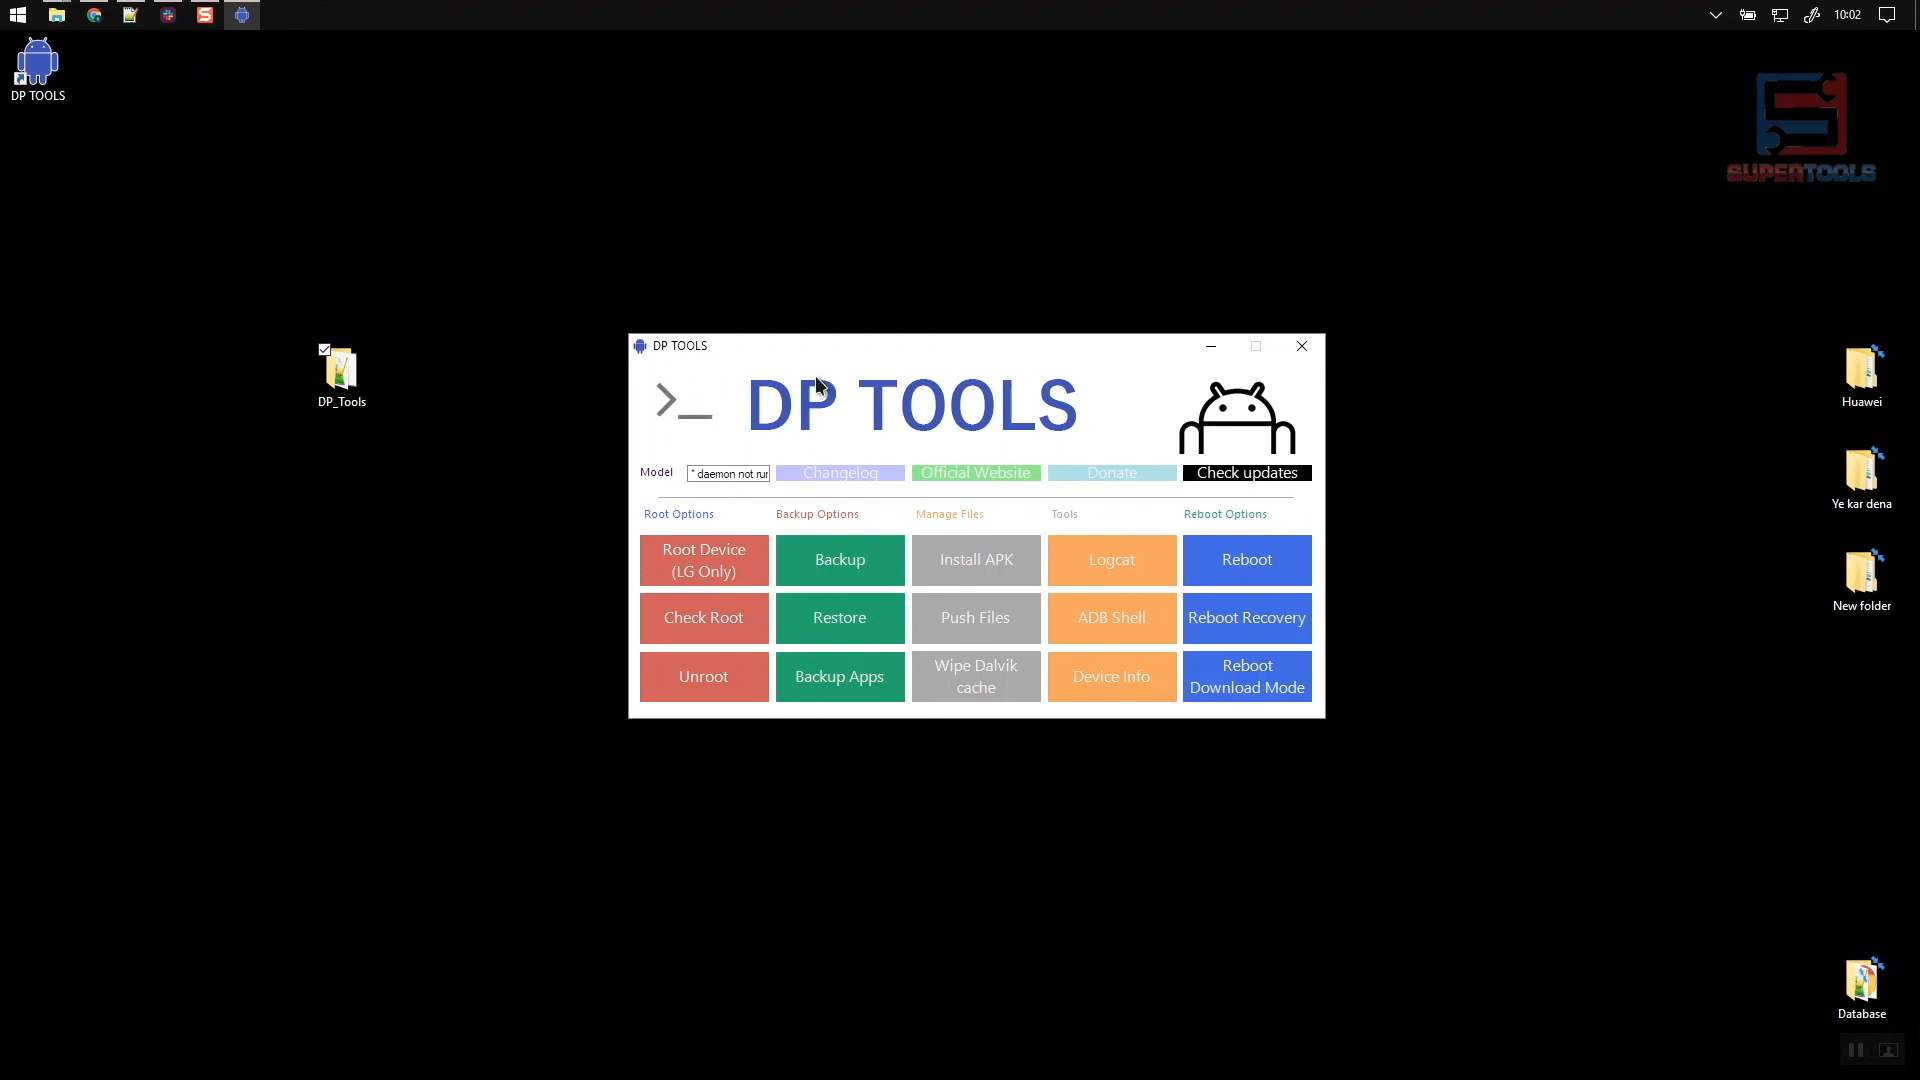 10:02
DP TOOLS
SUPERTOOLS
DP_Tools
DP TOOLS
>_ DP TOOLS
Model * daemon not rur Changelog Official Website Donate Check updates
Root Options Backup Options Manage Files Tools Reboot Options
Root Device
(LG Only)
Backup
Install APK
Logcat
Reboot
Check Root
Restore
Push Files
ADB Shell
Reboot Recovery
Unroot
Backup Apps
Wipe Dalvik
cache
Device Info
Reboot
Download Mode
Huawei
Ye kar dena
New folder
Database